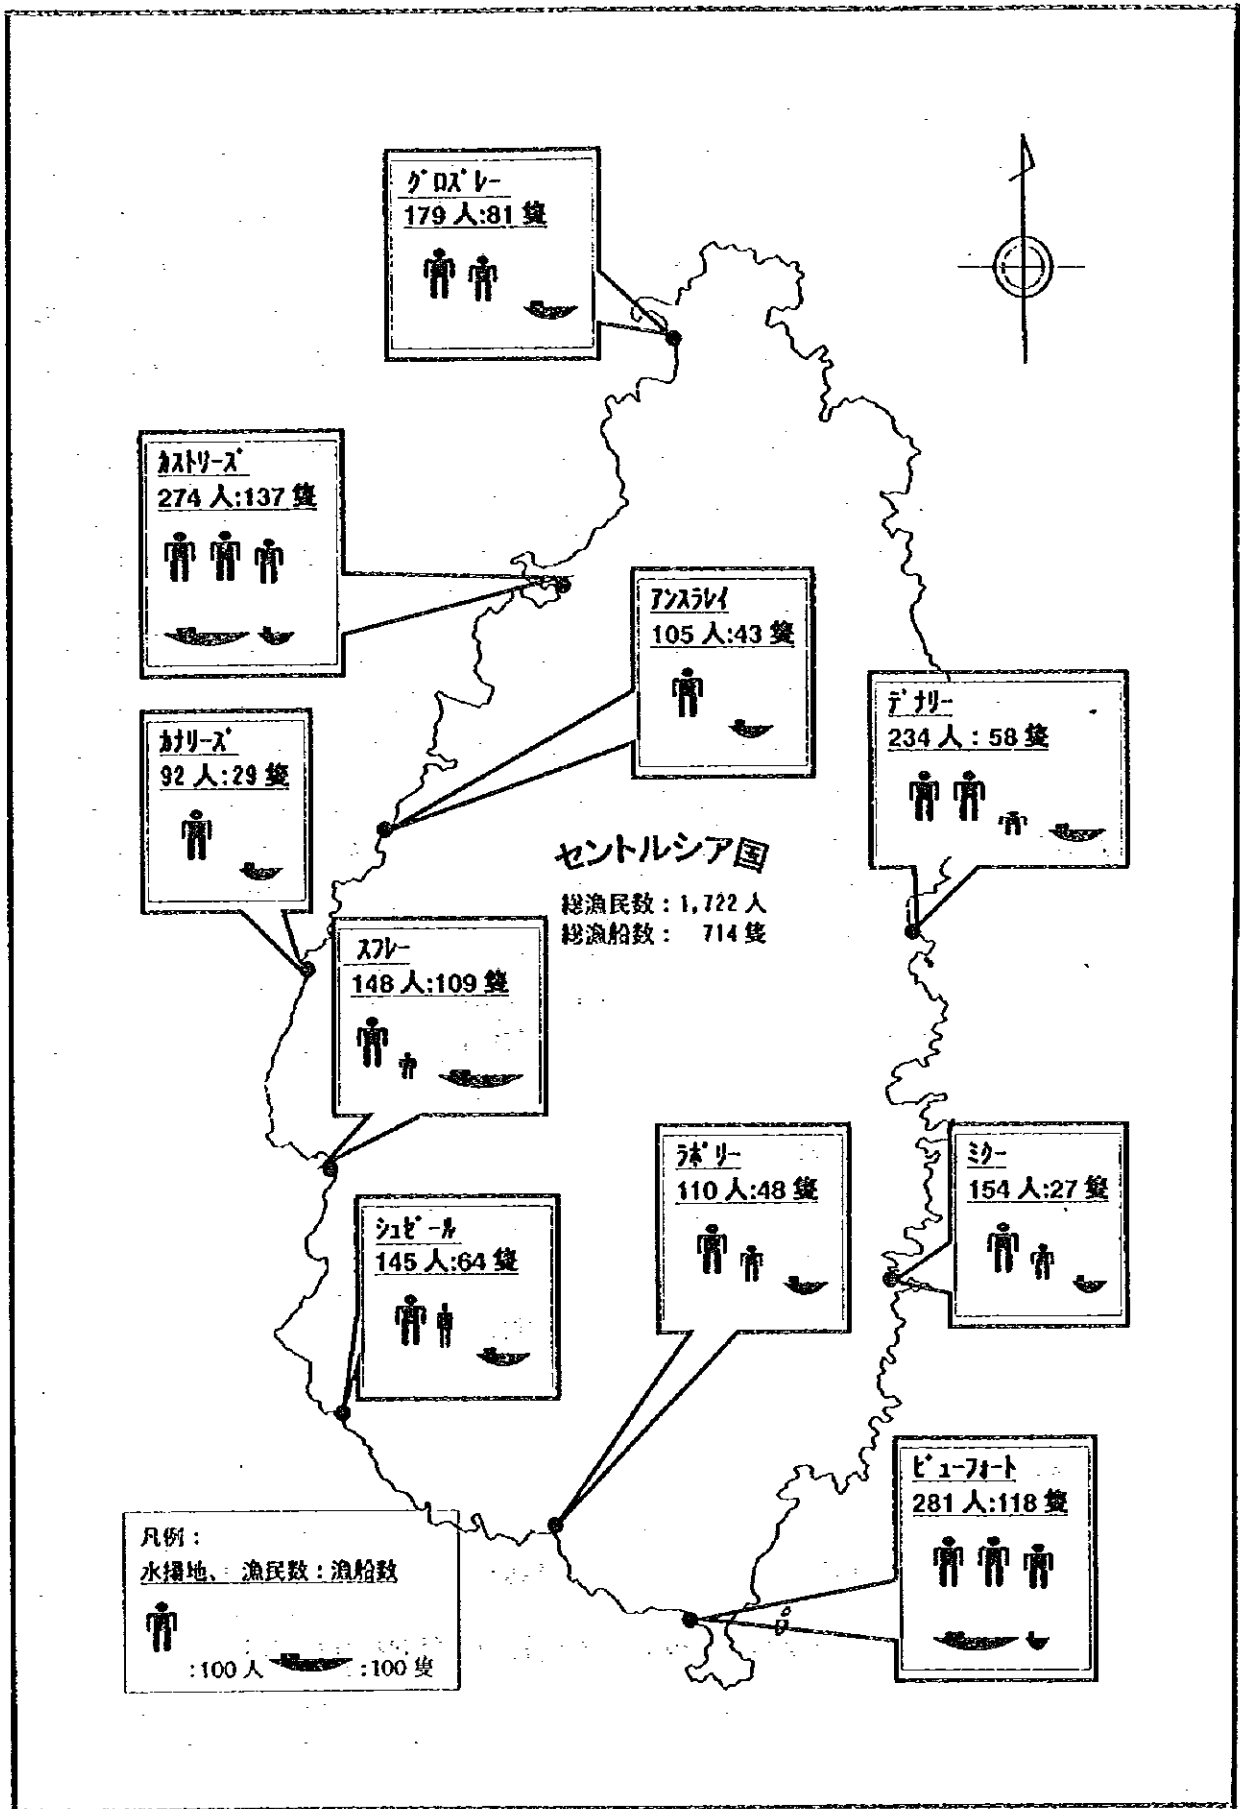 グロズレー
179 人:81 隻
カストリーズ
274 人:137 隻
アンスラレイ
105 人:43 隻
デナリー
234 人：58 隻
カナリーズ
92 人:29 隻
セントルシア国
総漁民数：1,722 人
総漁船数： 714 隻
スフレー
148 人:109 隻
ラボリー
110 人:48 隻
ミクー
154 人:27 隻
シュゼール
145 人:64 隻
ビューフォート
281 人:118 隻
凡例：
水揚地、 漁民数：漁船数
:100 人 :100 隻